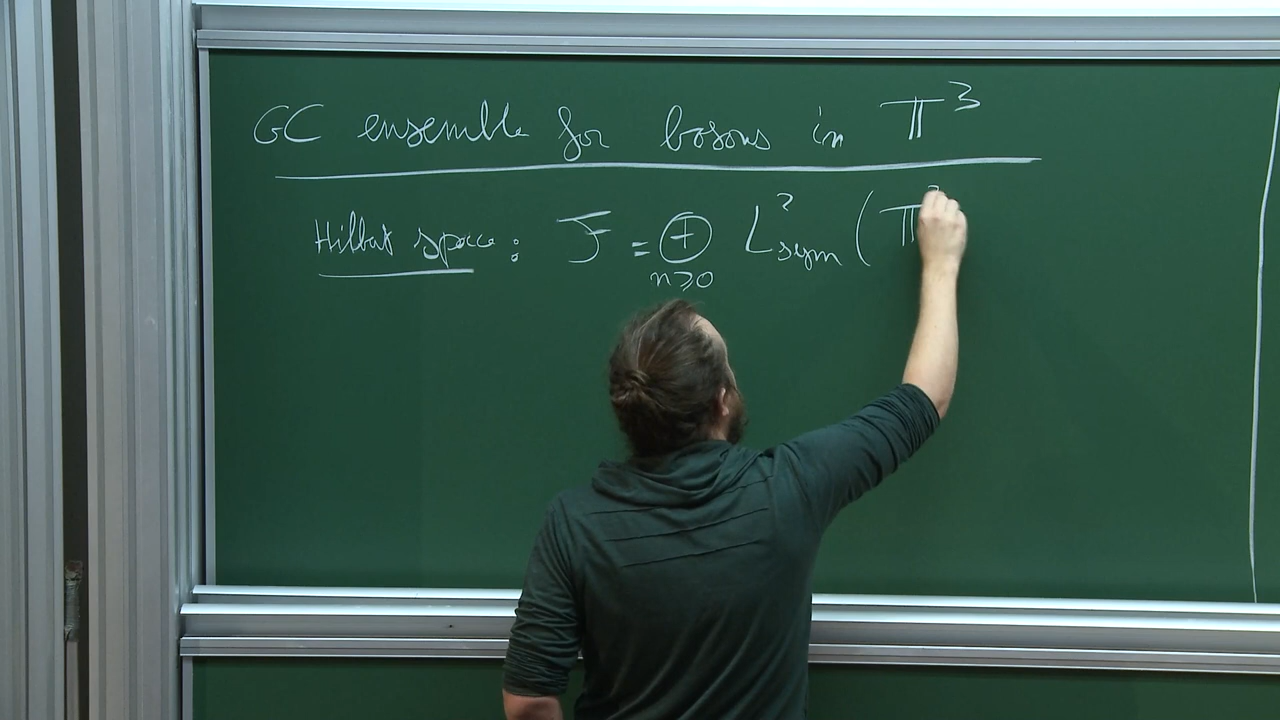 GC ensemble for bosons in 𝕋³
Hilbert space : F = ⊕ L²sym ( 𝕋
n≥0